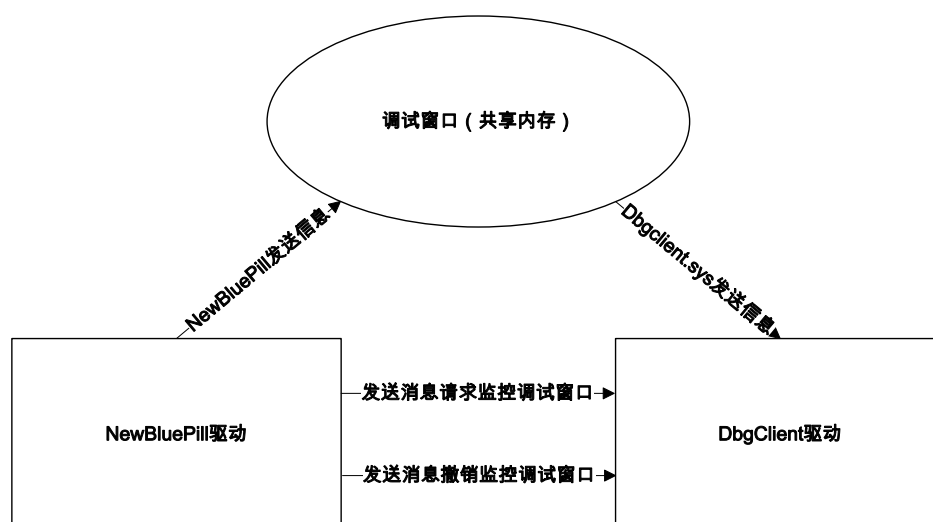 调试窗口（共享内存）
NewBluePill发送信息
Dbgclient.sys发送信息
发送消息请求监控调试窗口
NewBluePill驱动
DbgClient驱动
发送消息撤销监控调试窗口